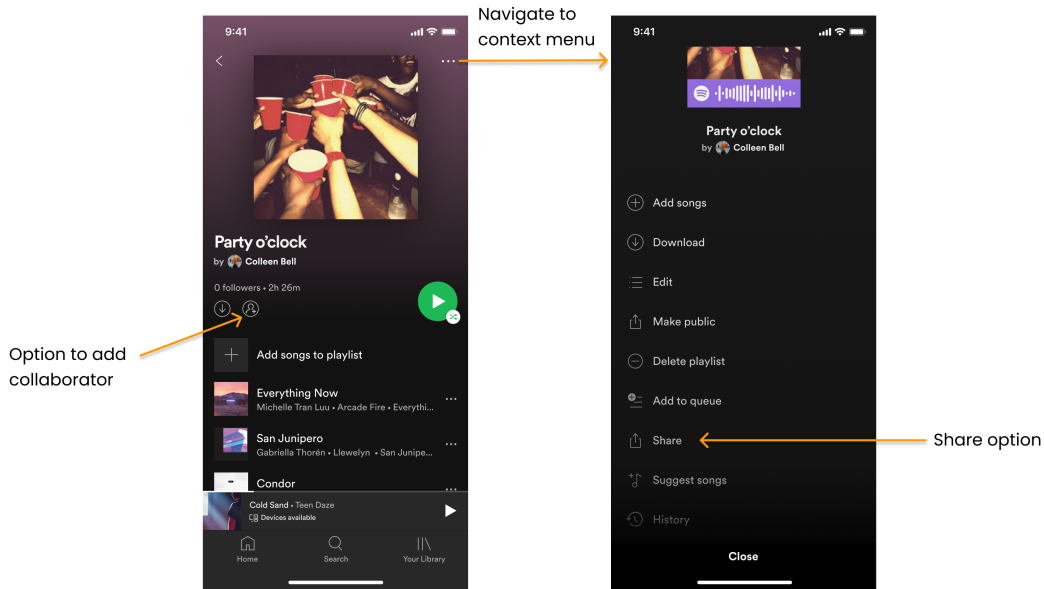 Navigate to
context menu
9:41
Party o’clock
by Colleen Bell
0 followers • 2h 26m
Option to add
collaborator
Add songs to playlist
Everything Now
Michelle Tran Luu • Arcade Fire • Everythi...
San Junipero
Gabriella Thorén • Llewelyn • San Junipe...
Condor
Cold Sand • Teen Daze
Devices available
Home
Search
Your Library
9:41
Party o’clock
by Colleen Bell
Add songs
Download
Edit
Make public
Delete playlist
Add to queue
Share
Share option
Suggest songs
History
Close